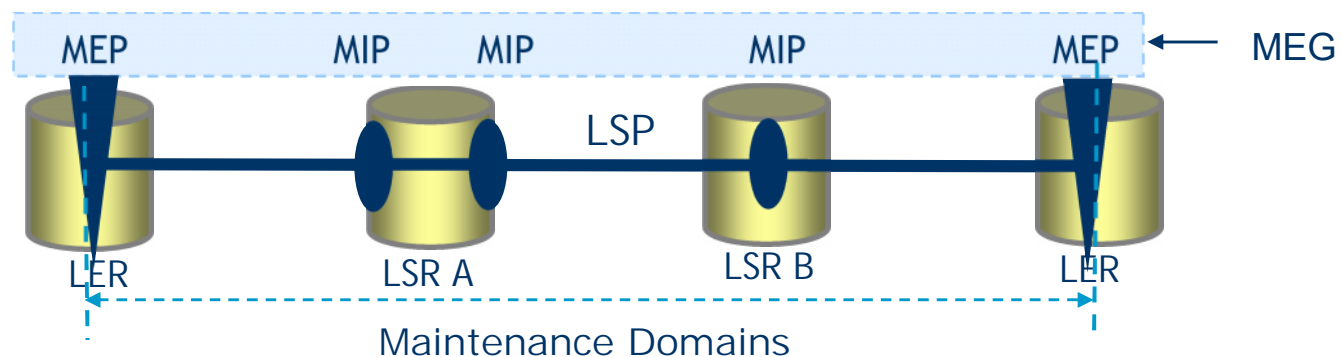 MEP MIP MIP MIP MEP MEG
LSP
LER LSR A LSR B LER
Maintenance Domains